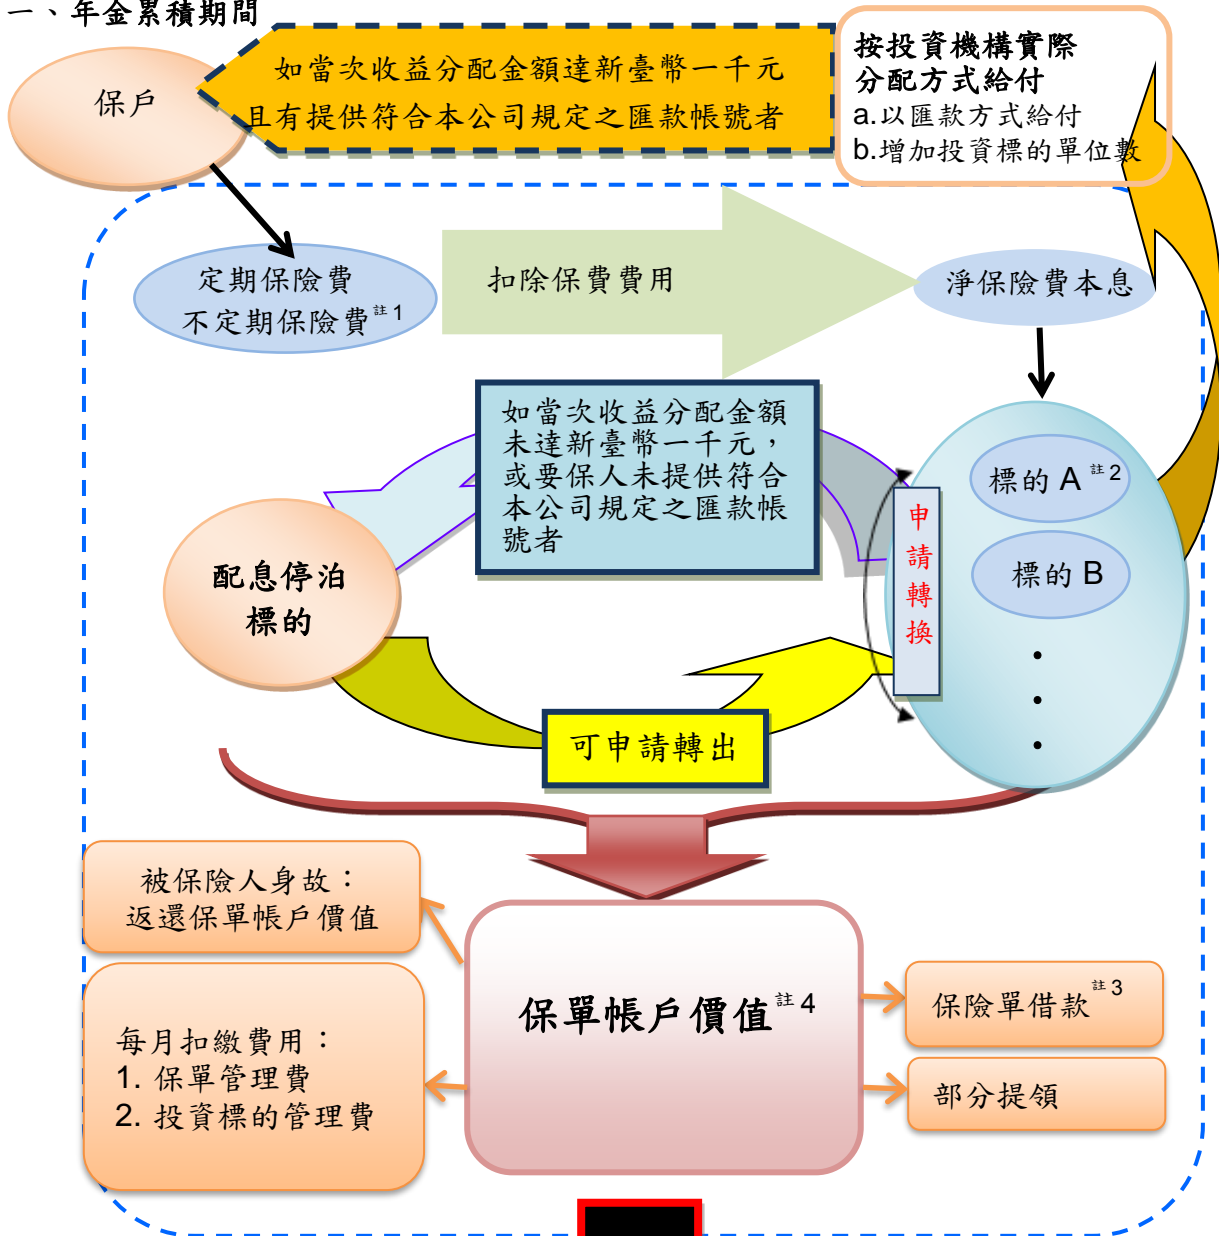 一、年金累積期間
保戶
如當次收益分配金額達新臺幣一千元
且有提供符合本公司規定之匯款帳號者
按投資機構實際
分配方式給付
a.以匯款方式給付
b.增加投資標的單位數
定期保險費
不定期保險費註1
扣除保費費用
淨保險費本息
如當次收益分配金額
未達新臺幣一千元，
或要保人未提供符合
本公司規定之匯款帳
號者
標的 A 註2
標的 B
申
請
轉
換
配息停泊
標的
可申請轉出
被保險人身故：
返還保單帳戶價值
保單帳戶價值註4
每月扣繳費用：
1. 保單管理費
2. 投資標的管理費
保險單借款註3
部分提領